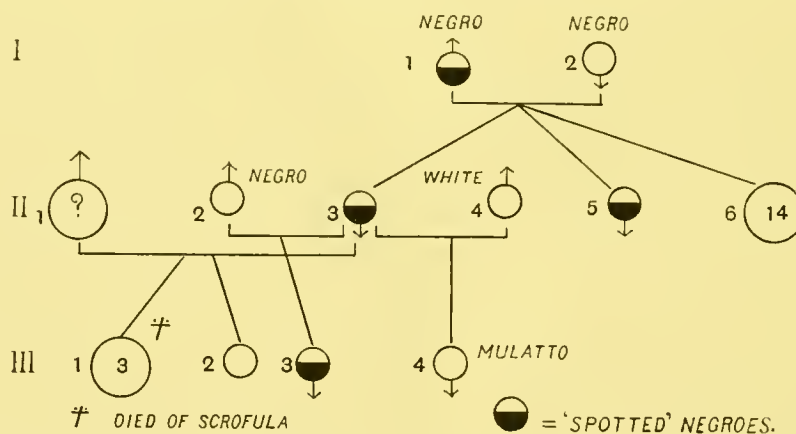 I
NEGRO
NEGRO
1
2
II 1
?
2
NEGRO
3
WHITE
4
5
6
14
III
1
3
†
2
3
4
MULATTO
† DIED OF SCROFULA
= 'SPOTTED' NEGROES.